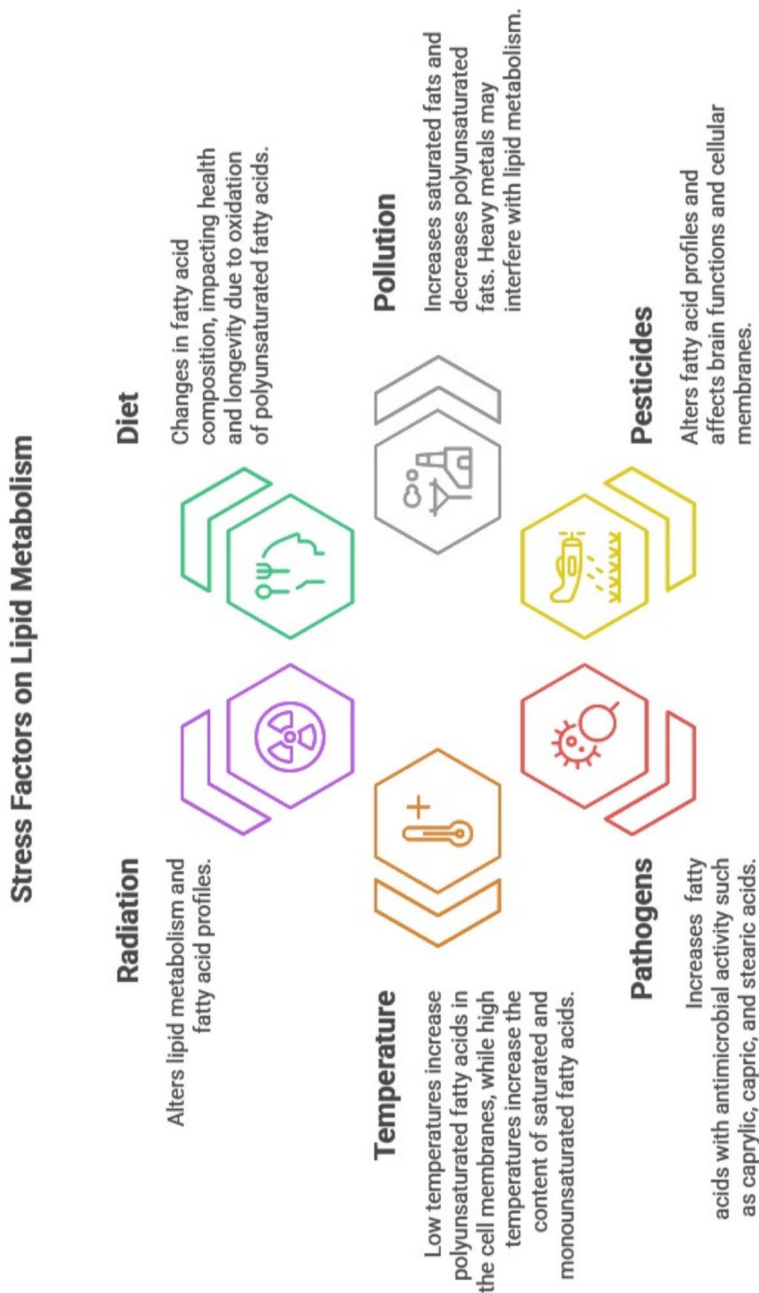 Stress Factors on Lipid Metabolism
Radiation
Alters lipid metabolism and
fatty acid profiles.
Diet
Changes in fatty acid
composition, impacting health
and longevity due to oxidation
of polyunsaturated fatty acids.
Temperature
Low temperatures increase
polyunsaturated fatty acids in
the cell membranes, while high
temperatures increase the
content of saturated and
monounsaturated fatty acids.
Pollution
Increases saturated fats and
decreases polyunsaturated
fats. Heavy metals may
interfere with lipid metabolism.
Pathogens
Increases fatty
acids with antimicrobial activity such
as caprylic, capric, and stearic acids.
Pesticides
Alters fatty acid profiles and
affects brain functions and cellular
membranes.